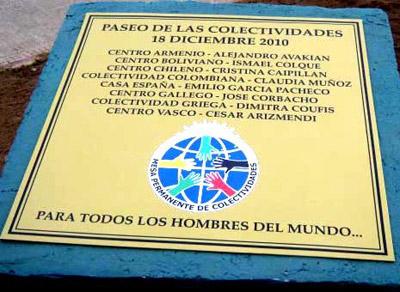 PASEO DE LAS COLECTIVIDADES
18 DICIEMBRE 2010
CENTRO ARMENIO - ALEJANDRO AVAKIAN
CENTRO BOLIVIANO - ISMAEL COLQUE
CENTRO CHILENO - CRISTINA CAIPILLAN
COLECTIVIDAD COLOMBIANA - CLAUDIA MUÑOZ
CASA ESPAÑA - EMILIO GARCIA PACHECO
CENTRO GALLEGO - JOSE CORBACHO
COLECTIVIDAD GRIEGA - DIMITRA COUFIS
CENTRO VASCO - CESAR ARIZMENDI
MESA PERMANENTE DE COLECTIVIDADES
PARA TODOS LOS HOMBRES DEL MUNDO...